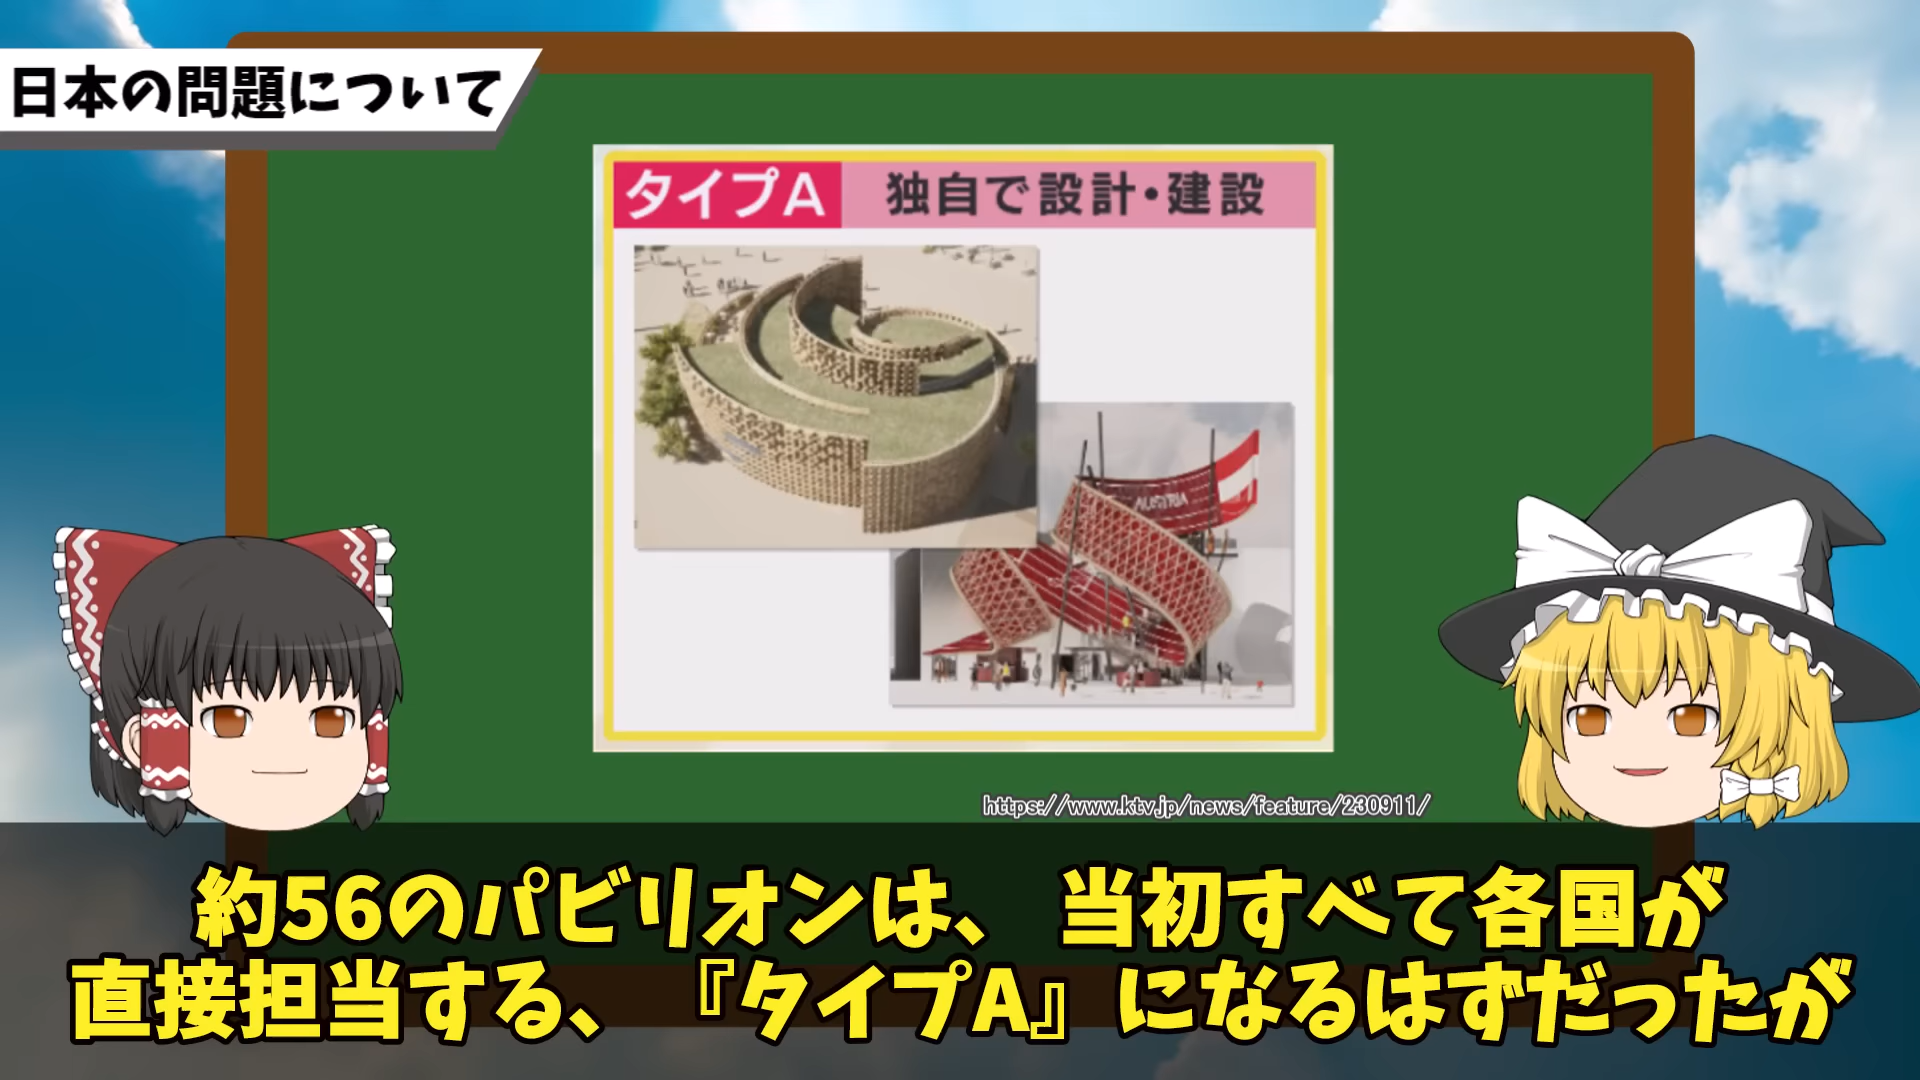 日本の問題について
タイプA 独自で設計・建設
AUSTRIA
https://www.ktv.jp/news/feature/230911/
約56のパビリオンは、当初すべて各国が
直接担当する、『タイプA』になるはずだったが